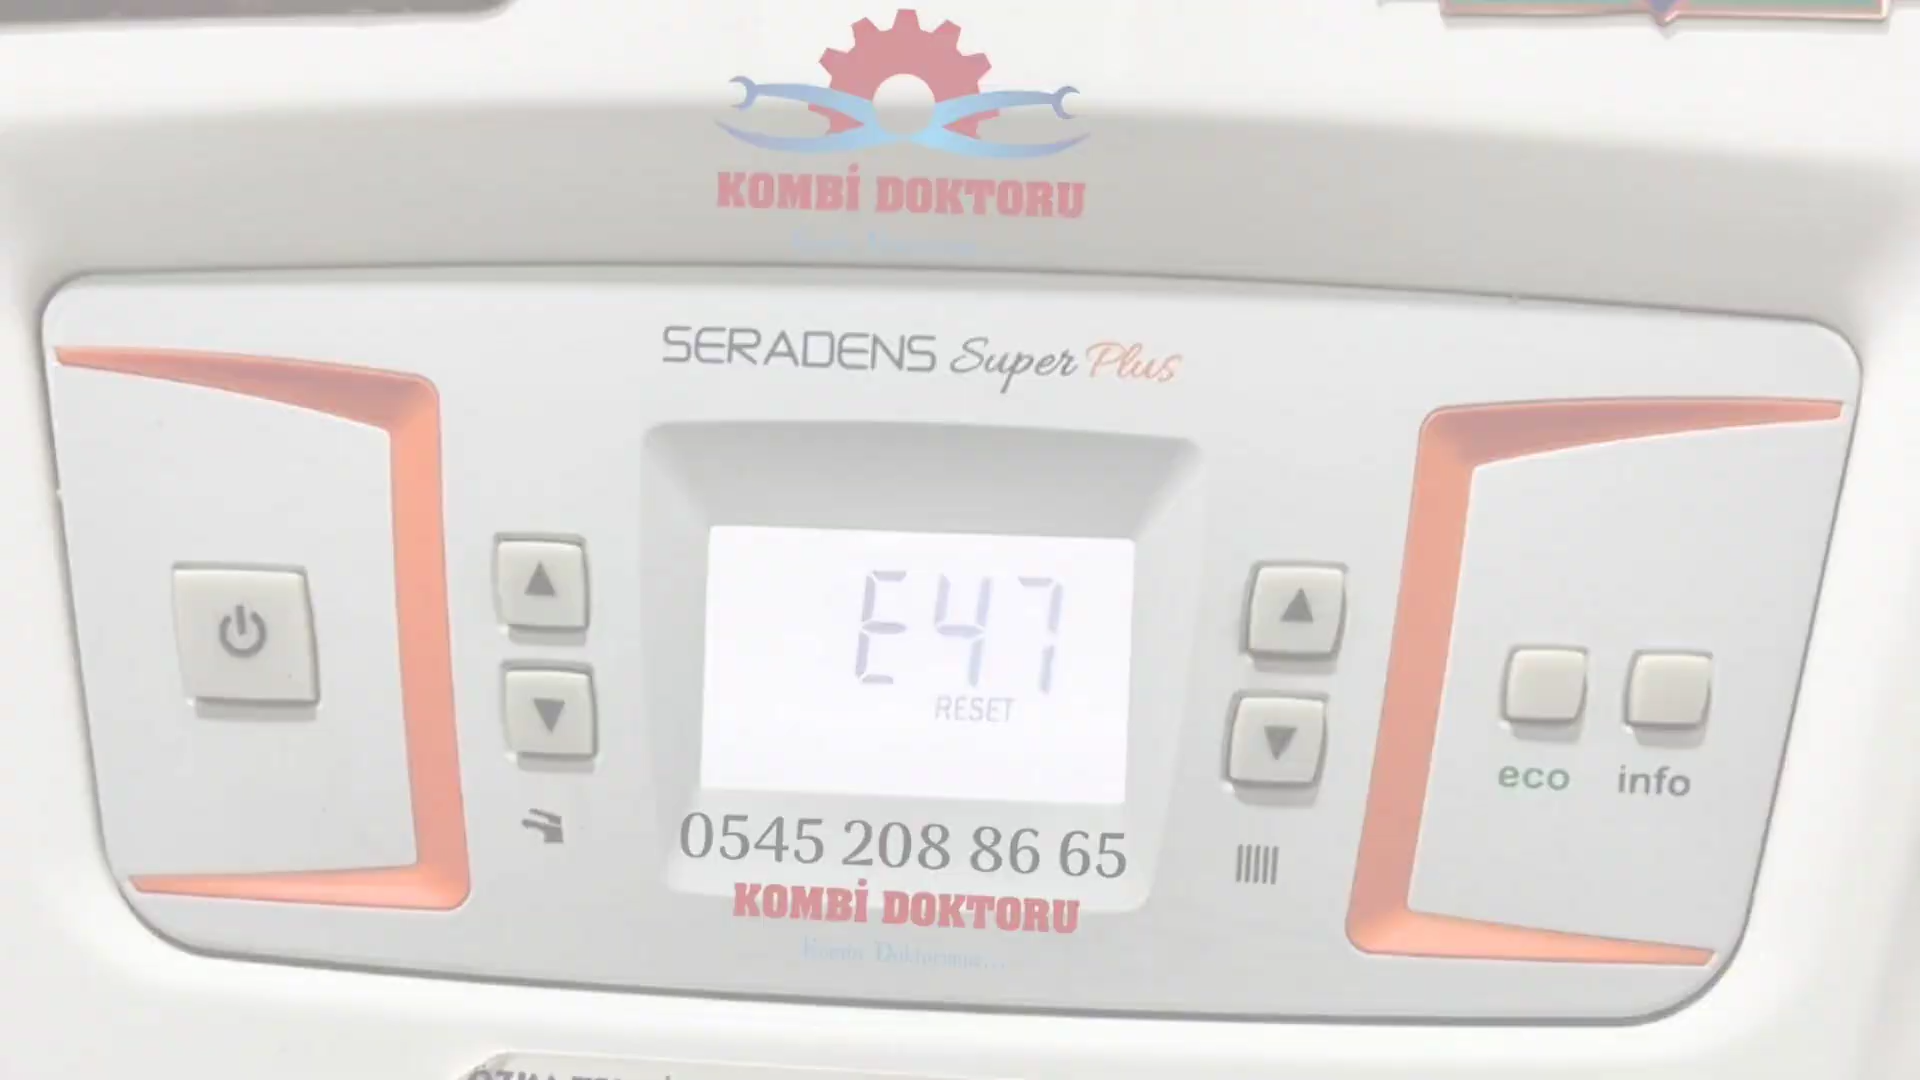 KOMBİ DOKTORU
SERADENS Super Plus
E47
RESET
eco
info
0545 208 86 65
KOMBİ DOKTORU